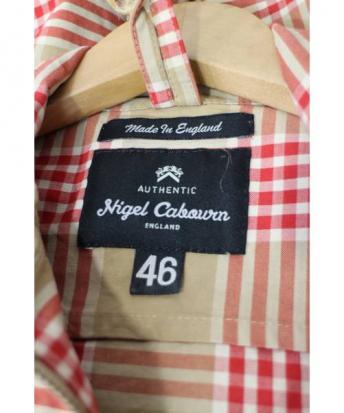 Made In England
AUTHENTIC
Nigel Cabourn
ENGLAND
46